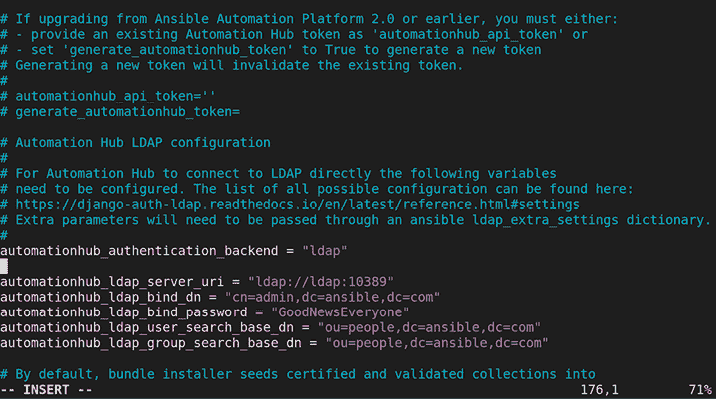 # If upgrading from Ansible Automation Platform 2.0 or earlier, you must either:
# - provide an existing Automation Hub token as 'automationhub_api_token' or
# - set 'generate_automationhub_token' to True to generate a new token
# Generating a new token will invalidate the existing token.
#
# automationhub_api_token=''
# generate_automationhub_token=
# Automation Hub LDAP configuration
#
# For Automation Hub to connect to LDAP directly the following variables
# need to be configured. The list of all possible configuration can be found here:
# https://django-auth-ldap.readthedocs.io/en/latest/reference.html#settings
# Extra parameters will need to be passed through an ansible ldap_extra_settings dictionary.
#
automationhub_authentication_backend = "ldap"
automationhub_ldap_server_uri = "ldap://ldap:10389"
automationhub_ldap_bind_dn = "cn=admin,dc=ansible,dc=com"
automationhub_ldap_bind_password = "GoodNewsEveryone"
automationhub_ldap_user_search_base_dn = "ou=people,dc=ansible,dc=com"
automationhub_ldap_group_search_base_dn = "ou=people,dc=ansible,dc=com"
# By default, bundle installer seeds certified and validated collections into
-- INSERT -- 176,1 71%